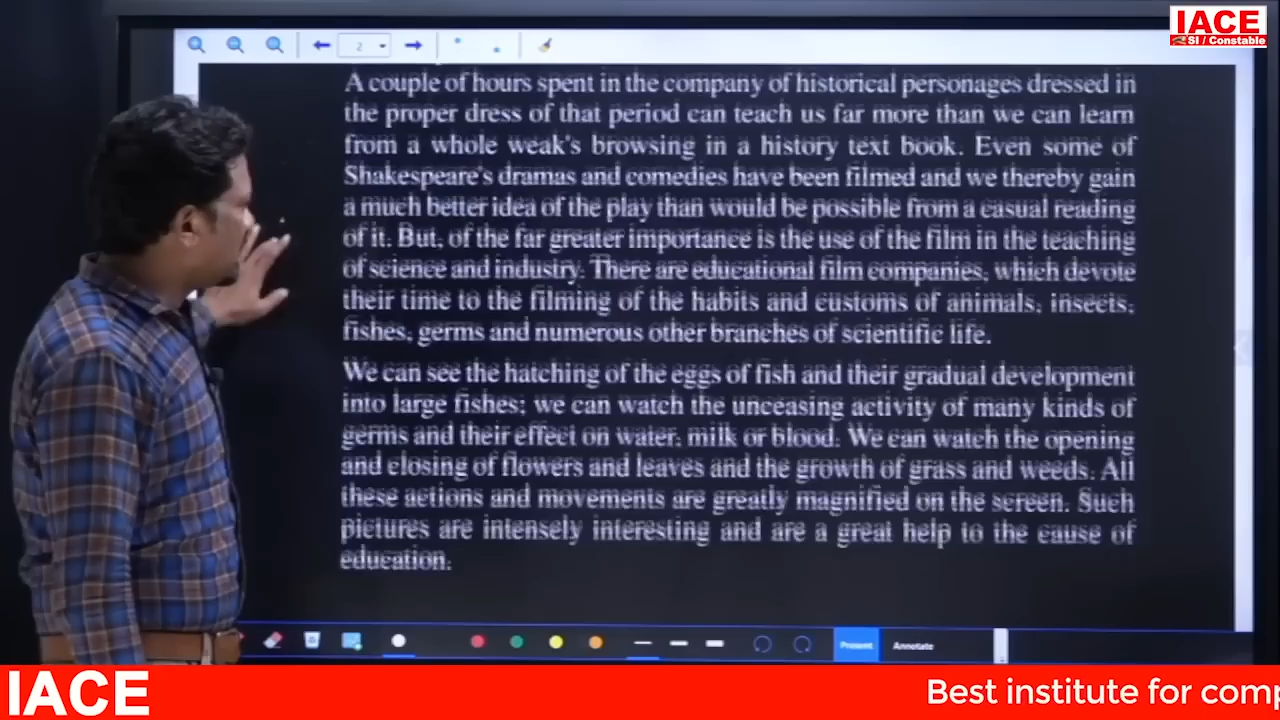 IACE
SI / Constable
2
A couple of hours spent in the company of historical personages dressed in
the proper dress of that period can teach us far more than we can learn
from a whole weak's browsing in a history text book. Even some of
Shakespeare's dramas and comedies have been filmed and we thereby gain
a much better idea of the play than would be possible from a casual reading
of it. But, of the far greater importance is the use of the film in the teaching
of science and industry. There are educational film companies, which devote
their time to the filming of the habits and customs of animals, insects,
fishes, germs and numerous other branches of scientific life.
We can see the hatching of the eggs of fish and their gradual development
into large fishes; we can watch the unceasing activity of many kinds of
germs and their effect on water, milk or blood. We can watch the opening
and closing of flowers and leaves and the growth of grass and weeds. All
these actions and movements are greatly magnified on the screen. Such
pictures are intensely interesting and are a great help to the cause of
education.
Present Annotate
IACE
Best institute for comp